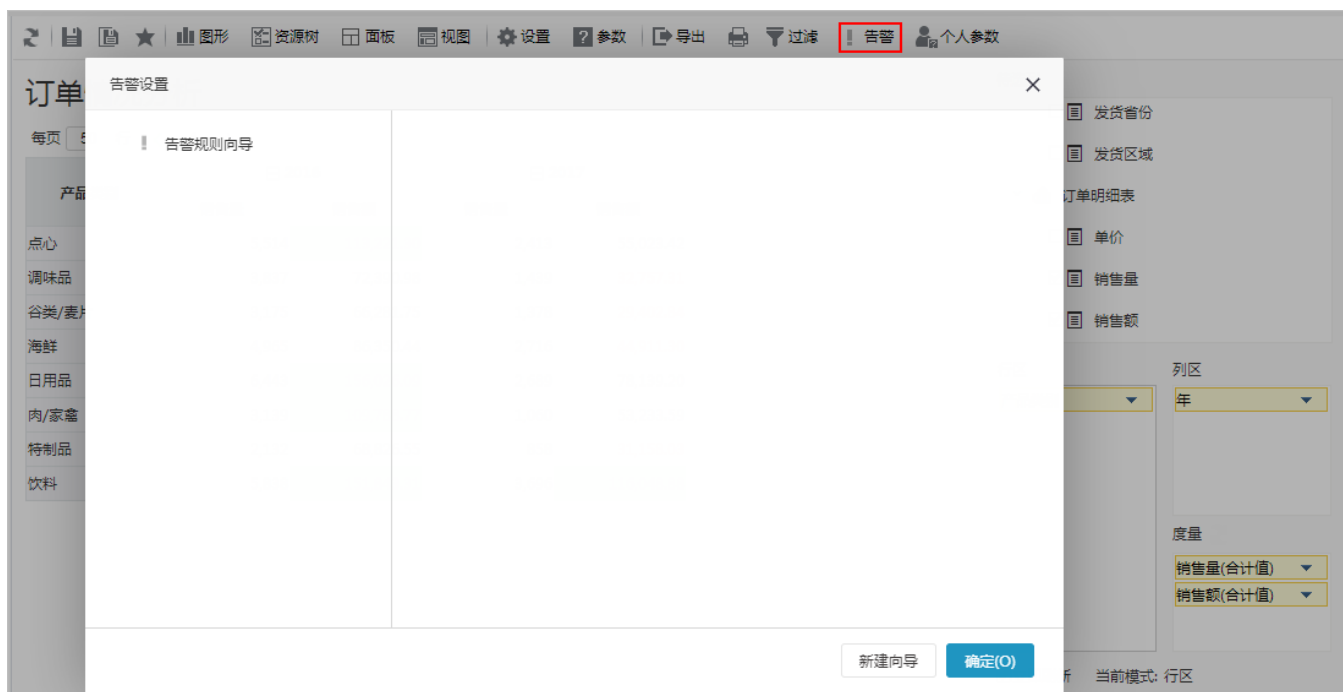 图形 资源树 面板 视图 设置 参数 导出 过滤 告警 个人参数
订单
每页 5
产品
点心
调味品
谷类/麦片
海鲜
日用品
肉/家禽
特制品
饮料
告警设置
告警规则向导
新建向导 确定(O)
发货省份
发货区域
订单明细表
单价
销售量
销售额
列区
年
度量
销售量(合计值)
销售额(合计值)
当前模式: 行区